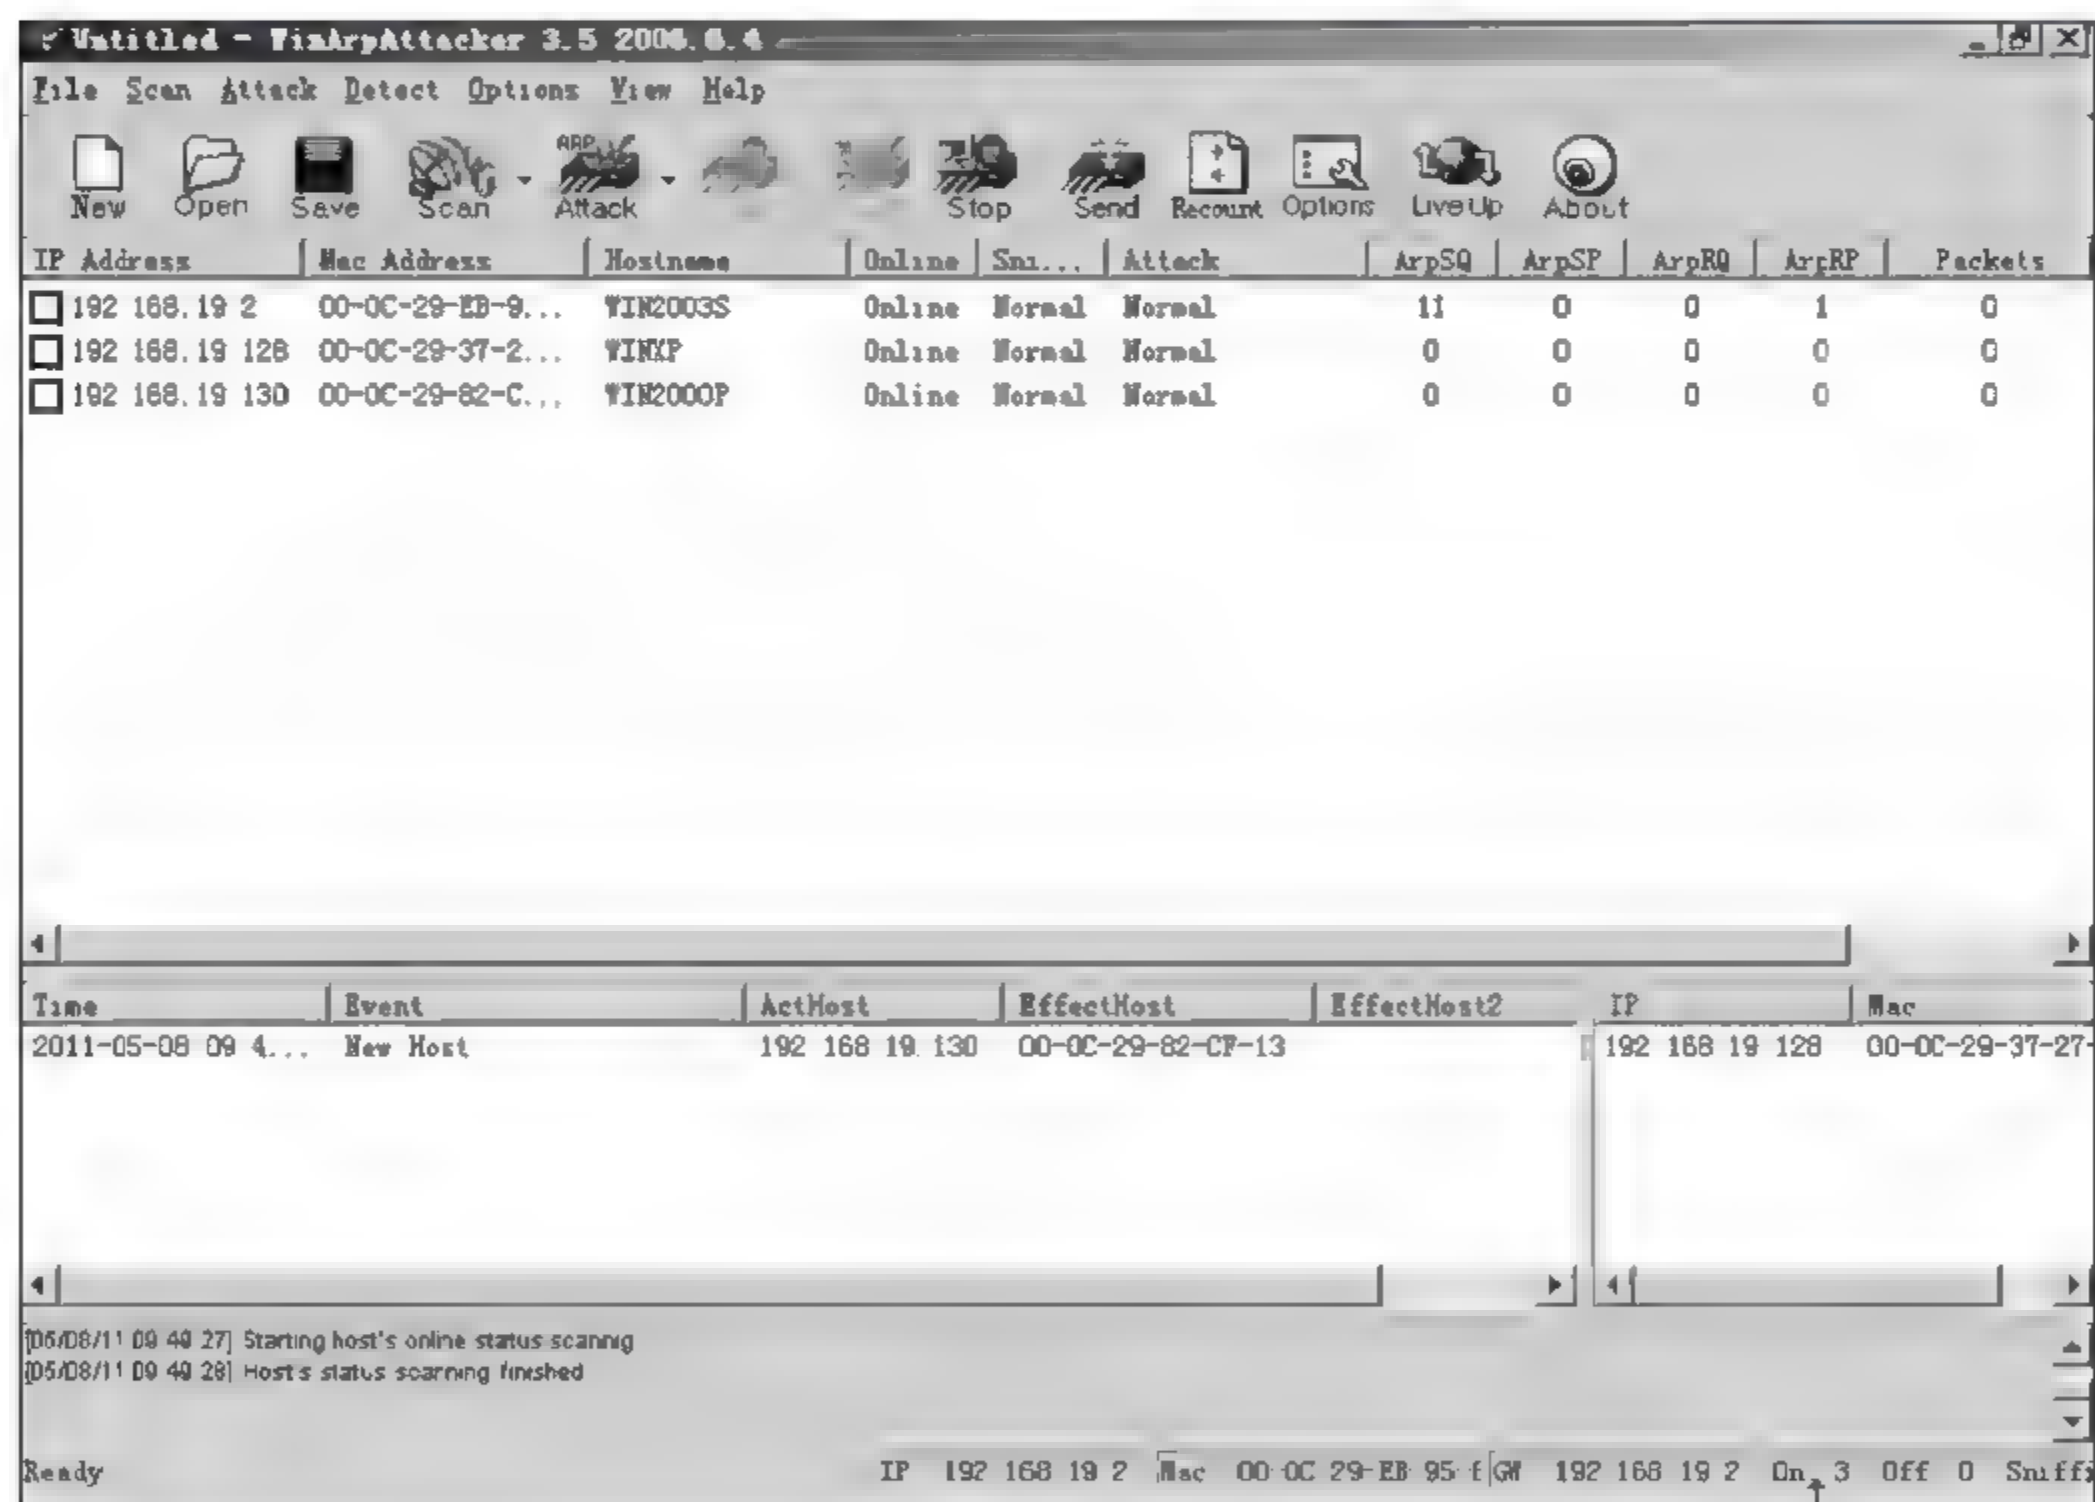 Untitled - WinArpAttacker 3.5 2006.6.4
File Scan Attack Detect Options View Help
New Open Save Scan ARP Attack Stop Send Recount Options LiveUp About
IP Address Mac Address Hostname Online Sni... Attack ArpSQ ArpSP ArpRQ ArpRP Packets
192 168.19 2 00-0C-29-EB-9... WIN2003S Online Normal Normal 11 0 0 1 0
192 168.19 128 00-0C-29-37-2... WINXP Online Normal Normal 0 0 0 0 0
192 168.19 130 00-0C-29-82-C... WIN2000P Online Normal Normal 0 0 0 0 0
Time Event ActHost EffectHost EffectHost2 IP Mac
2011-05-08 09 4... New Host 192 168 19.130 00-0C-29-82-CF-13 192 168 19 128 00-0C-29-37-27-
[05/08/11 09 49 27] Starting host's online status scannig
[05/08/11 09 49 28] Host's status scanning finished
Ready IP 192 168 19 2 Mac 00-0C 29-EB 95 GW 192 168 19 2 On 3 Off 0 Sniff